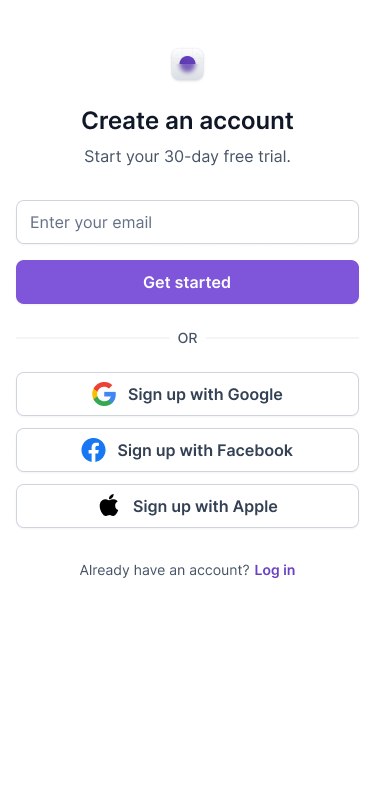 Create an account
Start your 30-day free trial.
Enter your email
Get started
OR
Sign up with Google
Sign up with Facebook
Sign up with Apple
Already have an account? Log in